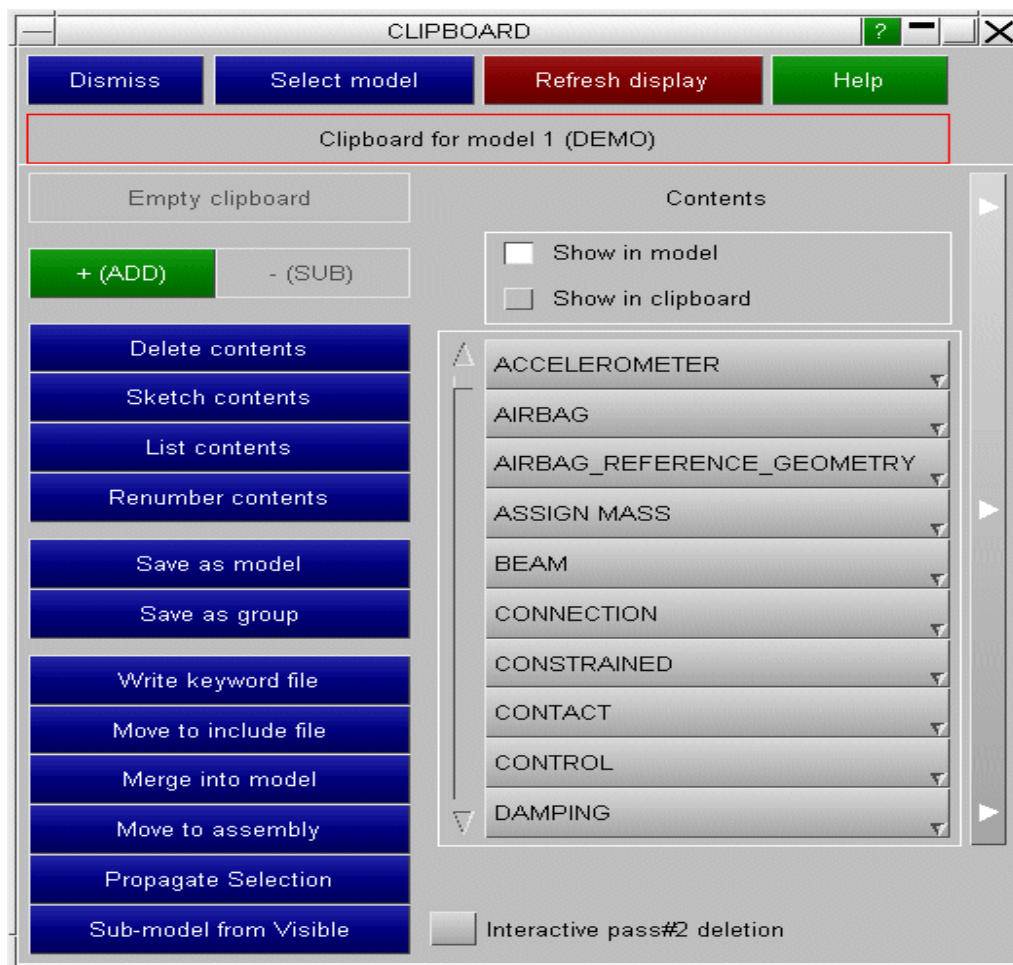 CLIPBOARD ?
Dismiss Select model Refresh display Help
Clipboard for model 1 (DEMO)
Empty clipboard
+ (ADD) - (SUB)
Delete contents
Sketch contents
List contents
Renumber contents
Save as model
Save as group
Write keyword file
Move to include file
Merge into model
Move to assembly
Propagate Selection
Sub-model from Visible
Contents
Show in model
Show in clipboard
ACCELEROMETER
AIRBAG
AIRBAG_REFERENCE_GEOMETRY
ASSIGN MASS
BEAM
CONNECTION
CONSTRAINED
CONTACT
CONTROL
DAMPING
Interactive pass#2 deletion